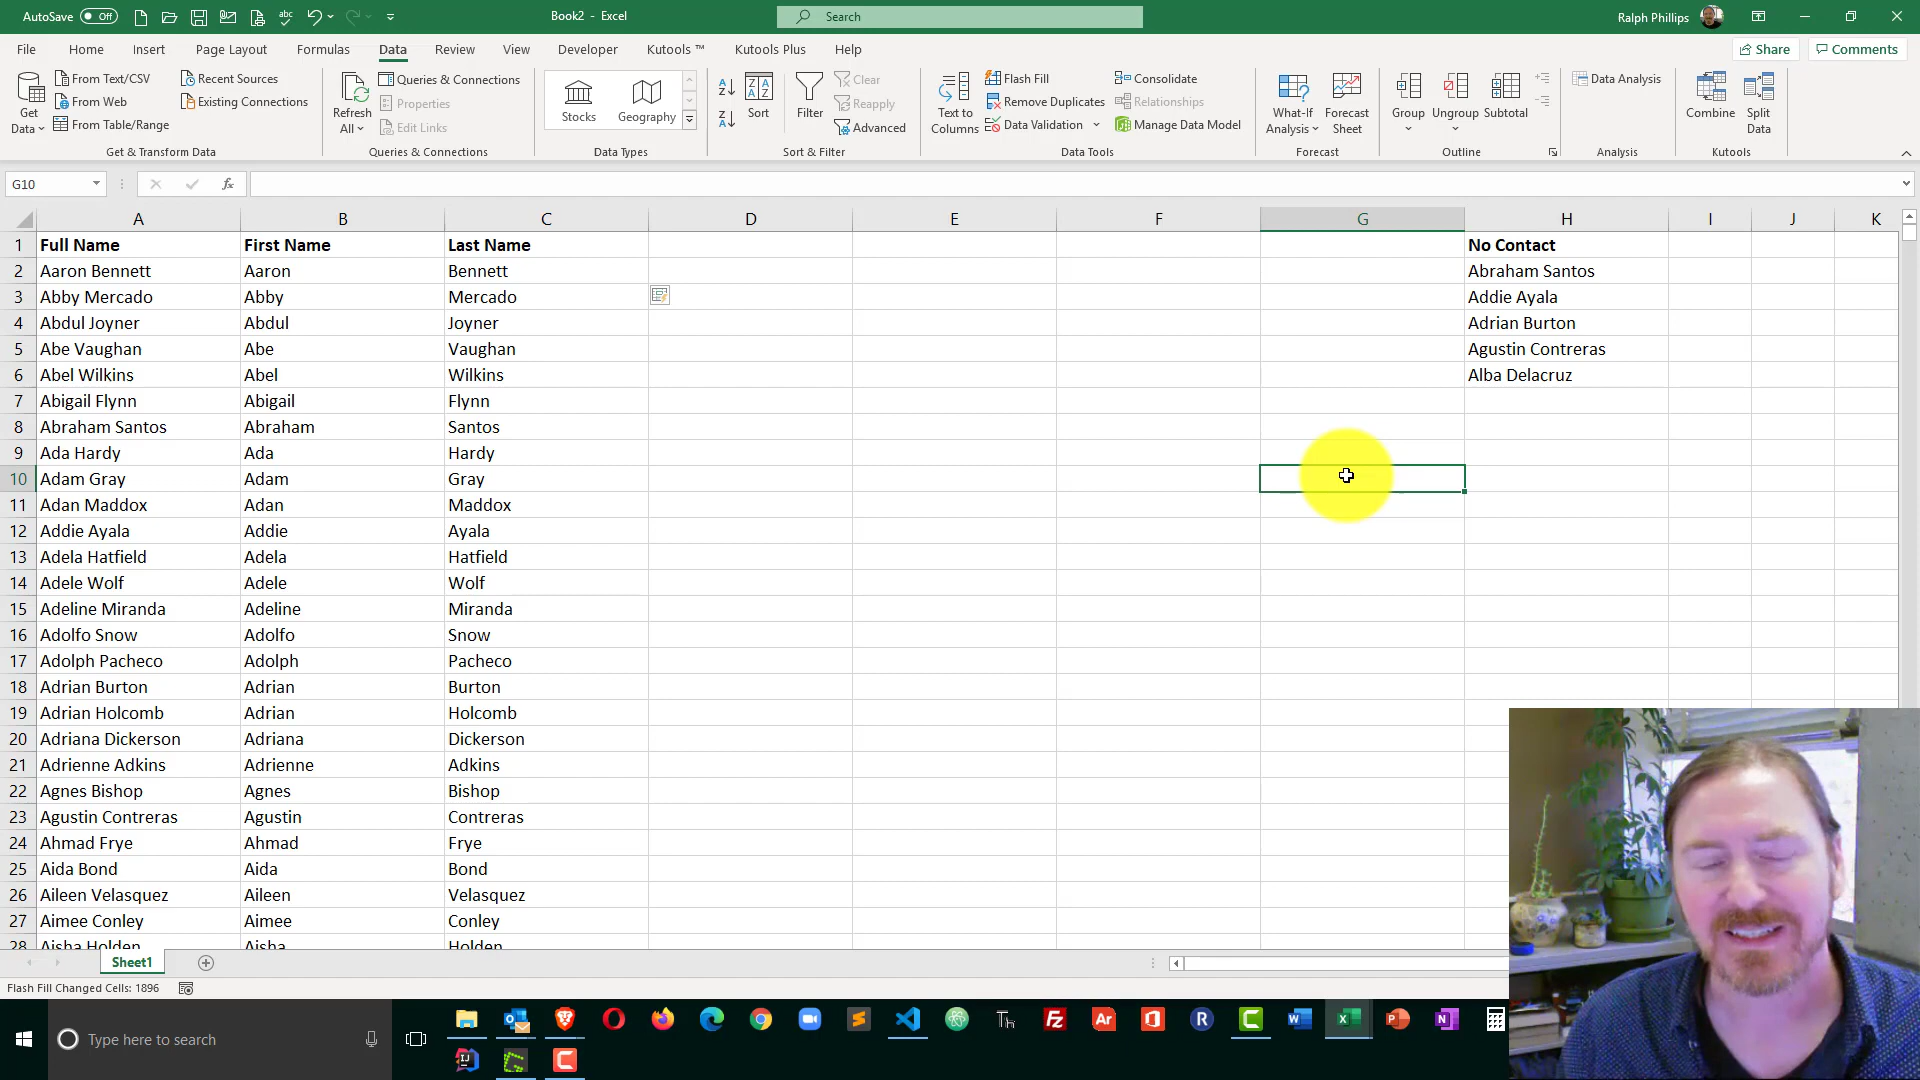 AutoSave Off
Book2 - Excel
Search
Ralph Phillips
File Home Insert Page Layout Formulas Data Review View Developer Kutools ™ Kutools Plus Help
Share Comments
Get Data
From Text/CSV
From Web
From Table/Range
Recent Sources
Existing Connections
Get & Transform Data
Refresh All
Queries & Connections
Properties
Edit Links
Queries & Connections
Stocks Geography
Data Types
Sort
Filter
Clear
Reapply
Advanced
Sort & Filter
Text to Columns
Flash Fill
Remove Duplicates
Data Validation
Consolidate
Relationships
Manage Data Model
Data Tools
What-If Analysis
Forecast Sheet
Forecast
Group Ungroup Subtotal
Outline
Data Analysis
Analysis
Combine Split Data
Kutools
G10 fx
A B C D E F G H I J K
1 Full Name First Name Last Name No Contact
2 Aaron Bennett Aaron Bennett Abraham Santos
3 Abby Mercado Abby Mercado Addie Ayala
4 Abdul Joyner Abdul Joyner Adrian Burton
5 Abe Vaughan Abe Vaughan Agustin Contreras
6 Abel Wilkins Abel Wilkins Alba Delacruz
7 Abigail Flynn Abigail Flynn
8 Abraham Santos Abraham Santos
9 Ada Hardy Ada Hardy
10 Adam Gray Adam Gray
11 Adan Maddox Adan Maddox
12 Addie Ayala Addie Ayala
13 Adela Hatfield Adela Hatfield
14 Adele Wolf Adele Wolf
15 Adeline Miranda Adeline Miranda
16 Adolfo Snow Adolfo Snow
17 Adolph Pacheco Adolph Pacheco
18 Adrian Burton Adrian Burton
19 Adrian Holcomb Adrian Holcomb
20 Adriana Dickerson Adriana Dickerson
21 Adrienne Adkins Adrienne Adkins
22 Agnes Bishop Agnes Bishop
23 Agustin Contreras Agustin Contreras
24 Ahmad Frye Ahmad Frye
25 Aida Bond Aida Bond
26 Aileen Velasquez Aileen Velasquez
27 Aimee Conley Aimee Conley
28 Aisha Holden Aisha Holden
Sheet1
Flash Fill Changed Cells: 1896
Type here to search